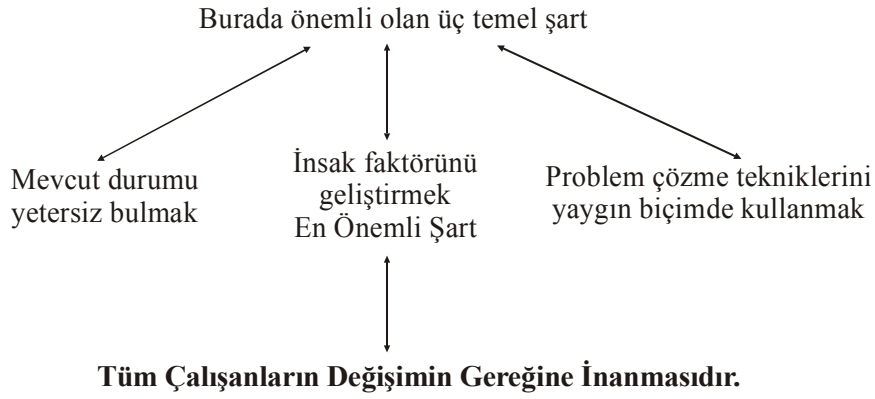 Burada önemli olan üç temel şart
Mevcut durumu
yetersiz bulmak
İnsak faktörünü
geliştirmek
En Önemli Şart
Problem çözme tekniklerini
yaygın biçimde kullanmak
Tüm Çalışanların Değişimin Gereğine İnanmasıdır.